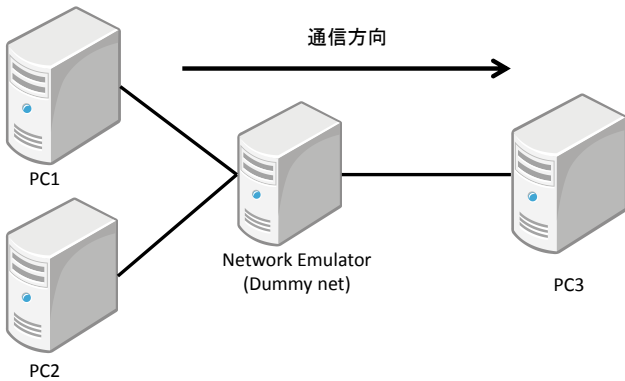 通信方向
PC1
Network Emulator
(Dummy net)
PC3
PC2